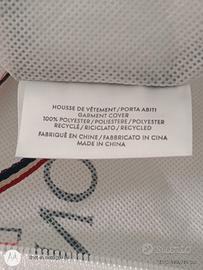 HOUSSE DE VÊTEMENT/PORTA ABITI
GARMENT COVER
100% POLYESTER/POLIESTERE/POLYESTER
RECYCLÉ/RICICLATO/RECYCLED
FABRIQUÉ EN CHINE/ FABBRICATO IN CINA
MADE IN CHINA
MO